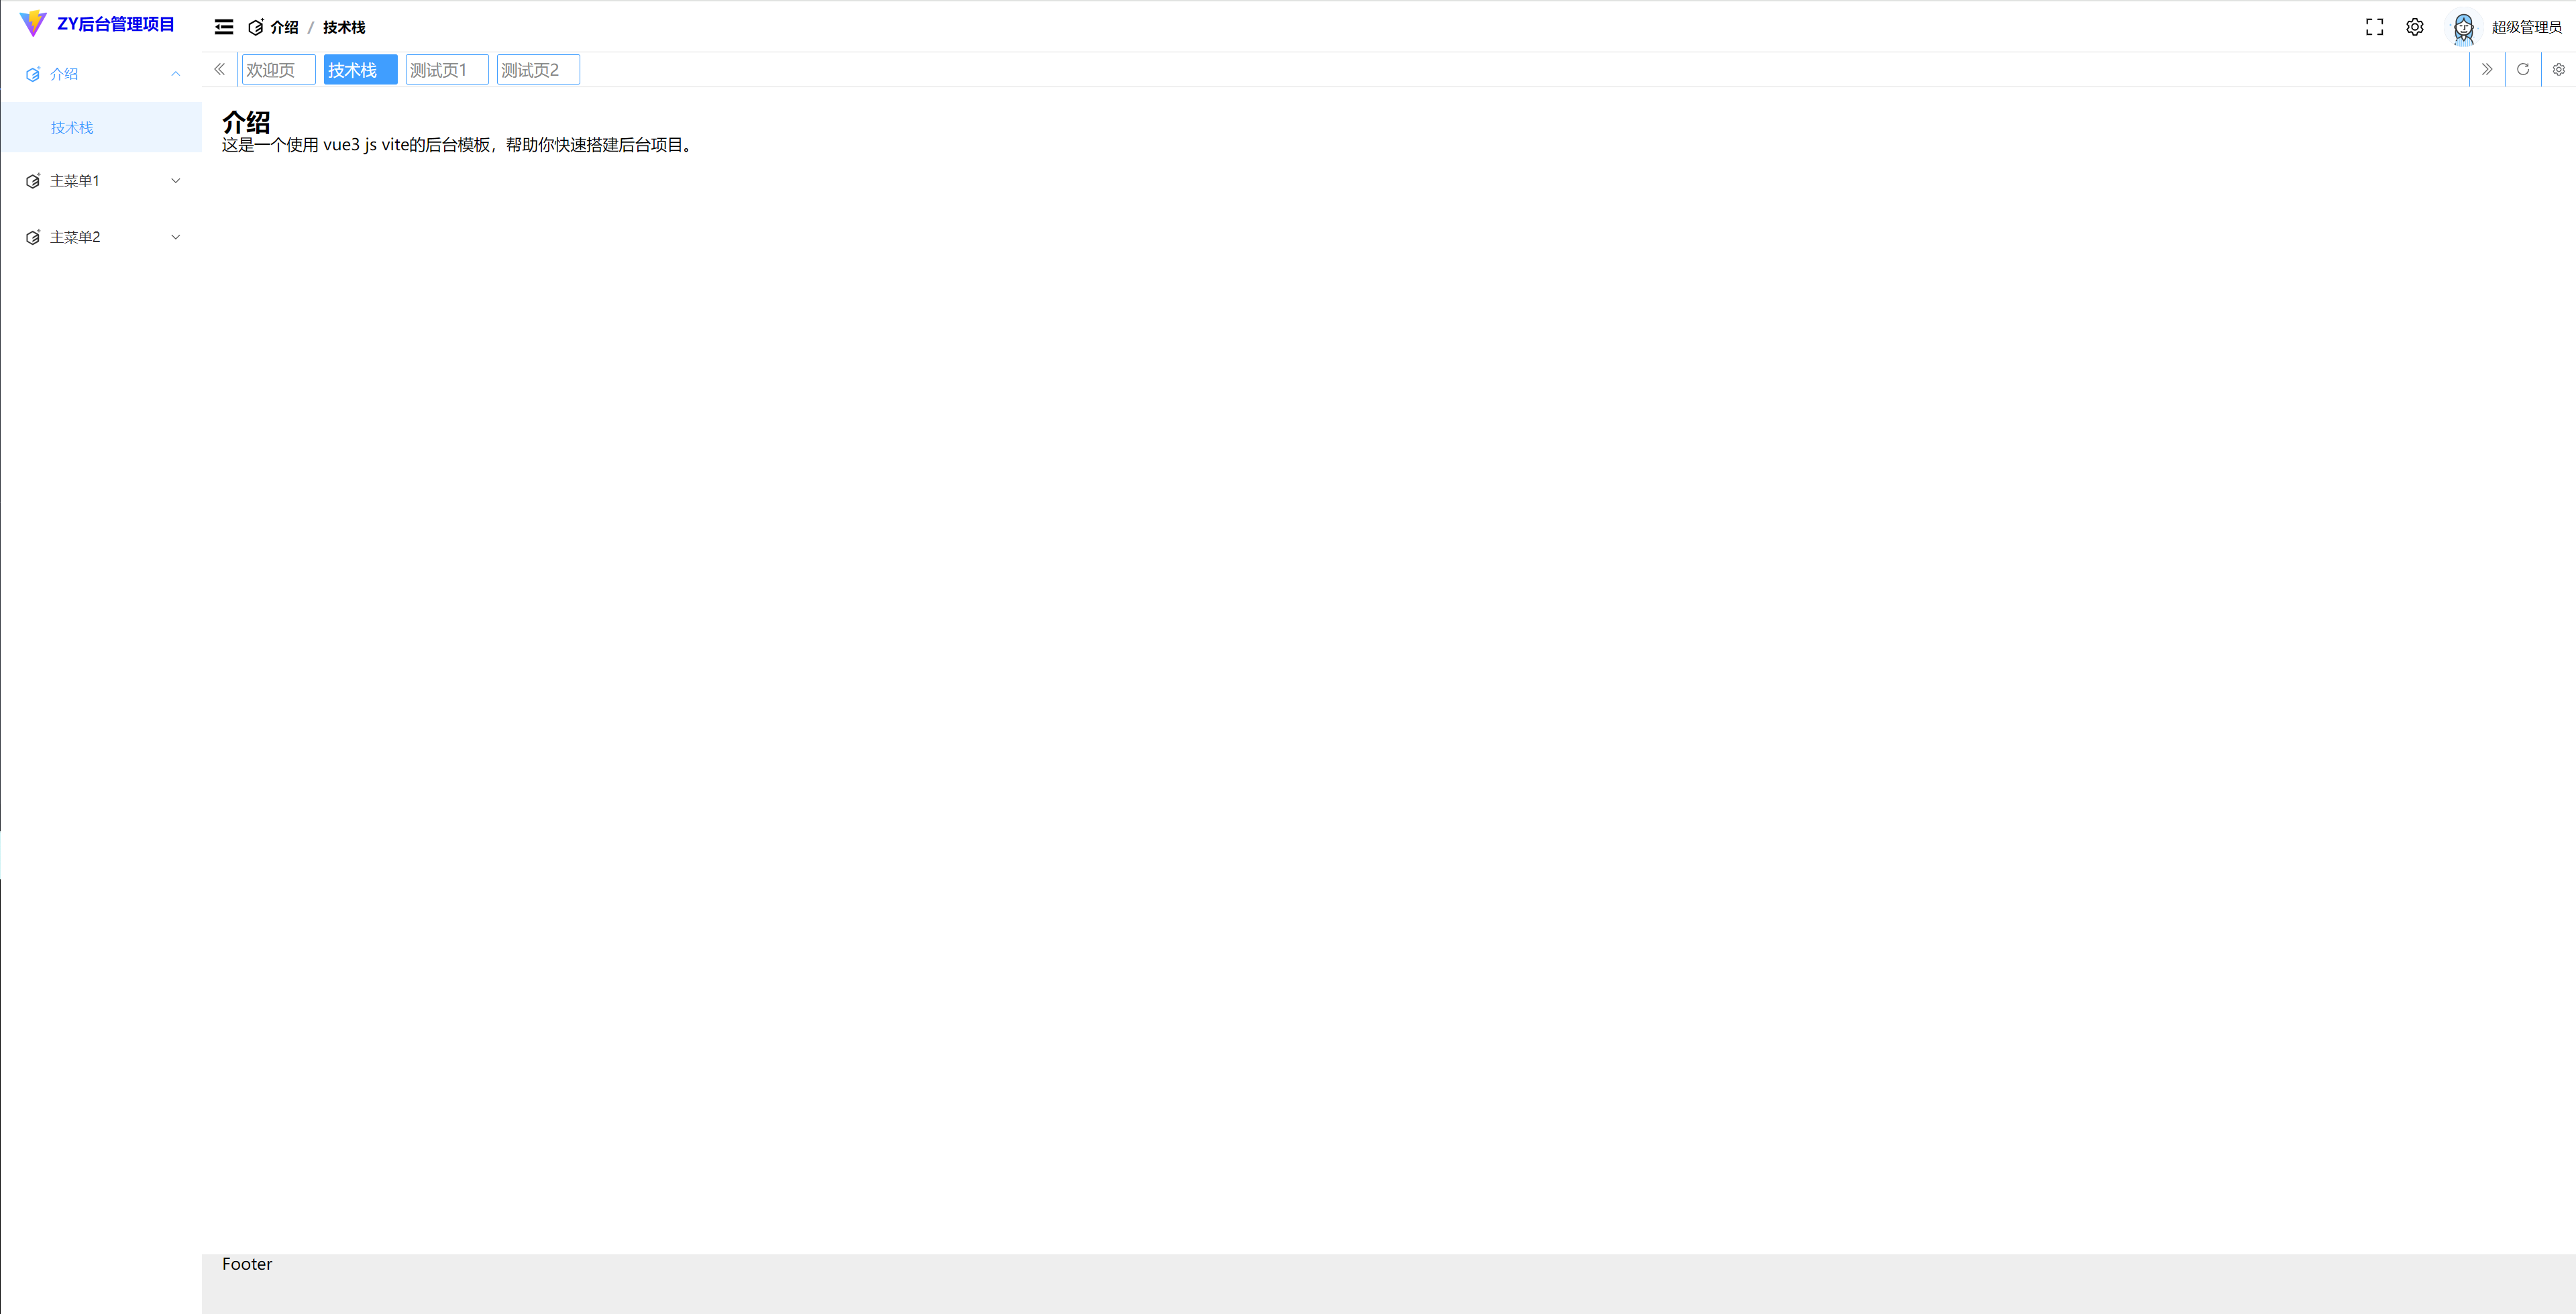 ZY后台管理项目
介绍 / 技术栈
超级管理员
介绍
技术栈
主菜单1
主菜单2
欢迎页
技术栈
测试页1
测试页2
介绍
这是一个使用 vue3 js vite的后台模板，帮助你快速搭建后台项目。
Footer